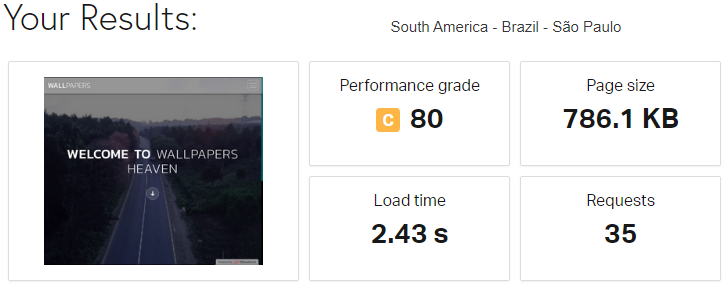 Your Results:
South America - Brazil - São Paulo
WALLPAPERS
WELCOME TO WALLPAPERS
HEAVEN
Performance grade
C 80
Page size
786.1 KB
Load time
2.43 s
Requests
35